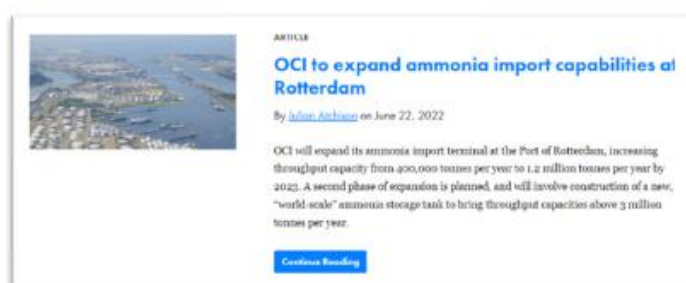 ARTICLE
OCI to expand ammonia import capabilities at
Rotterdam
By Julian Atchison on June 22, 2022
OCI will expand its ammonia import terminal at the Port of Rotterdam, increasing
throughput capacity from 400,000 tonnes per year to 1.2 million tonnes per year by
2023. A second phase of expansion is planned, and will involve construction of a new,
"world-scale" ammonia storage tank to bring throughput capacities above 3 million
tonnes per year.
Continue Reading